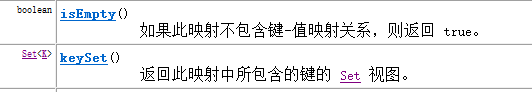 boolean isEmpty()
如果此映射不包含键-值映射关系，则返回 true。
Set<K> keySet()
返回此映射中所包含的键的 Set 视图。